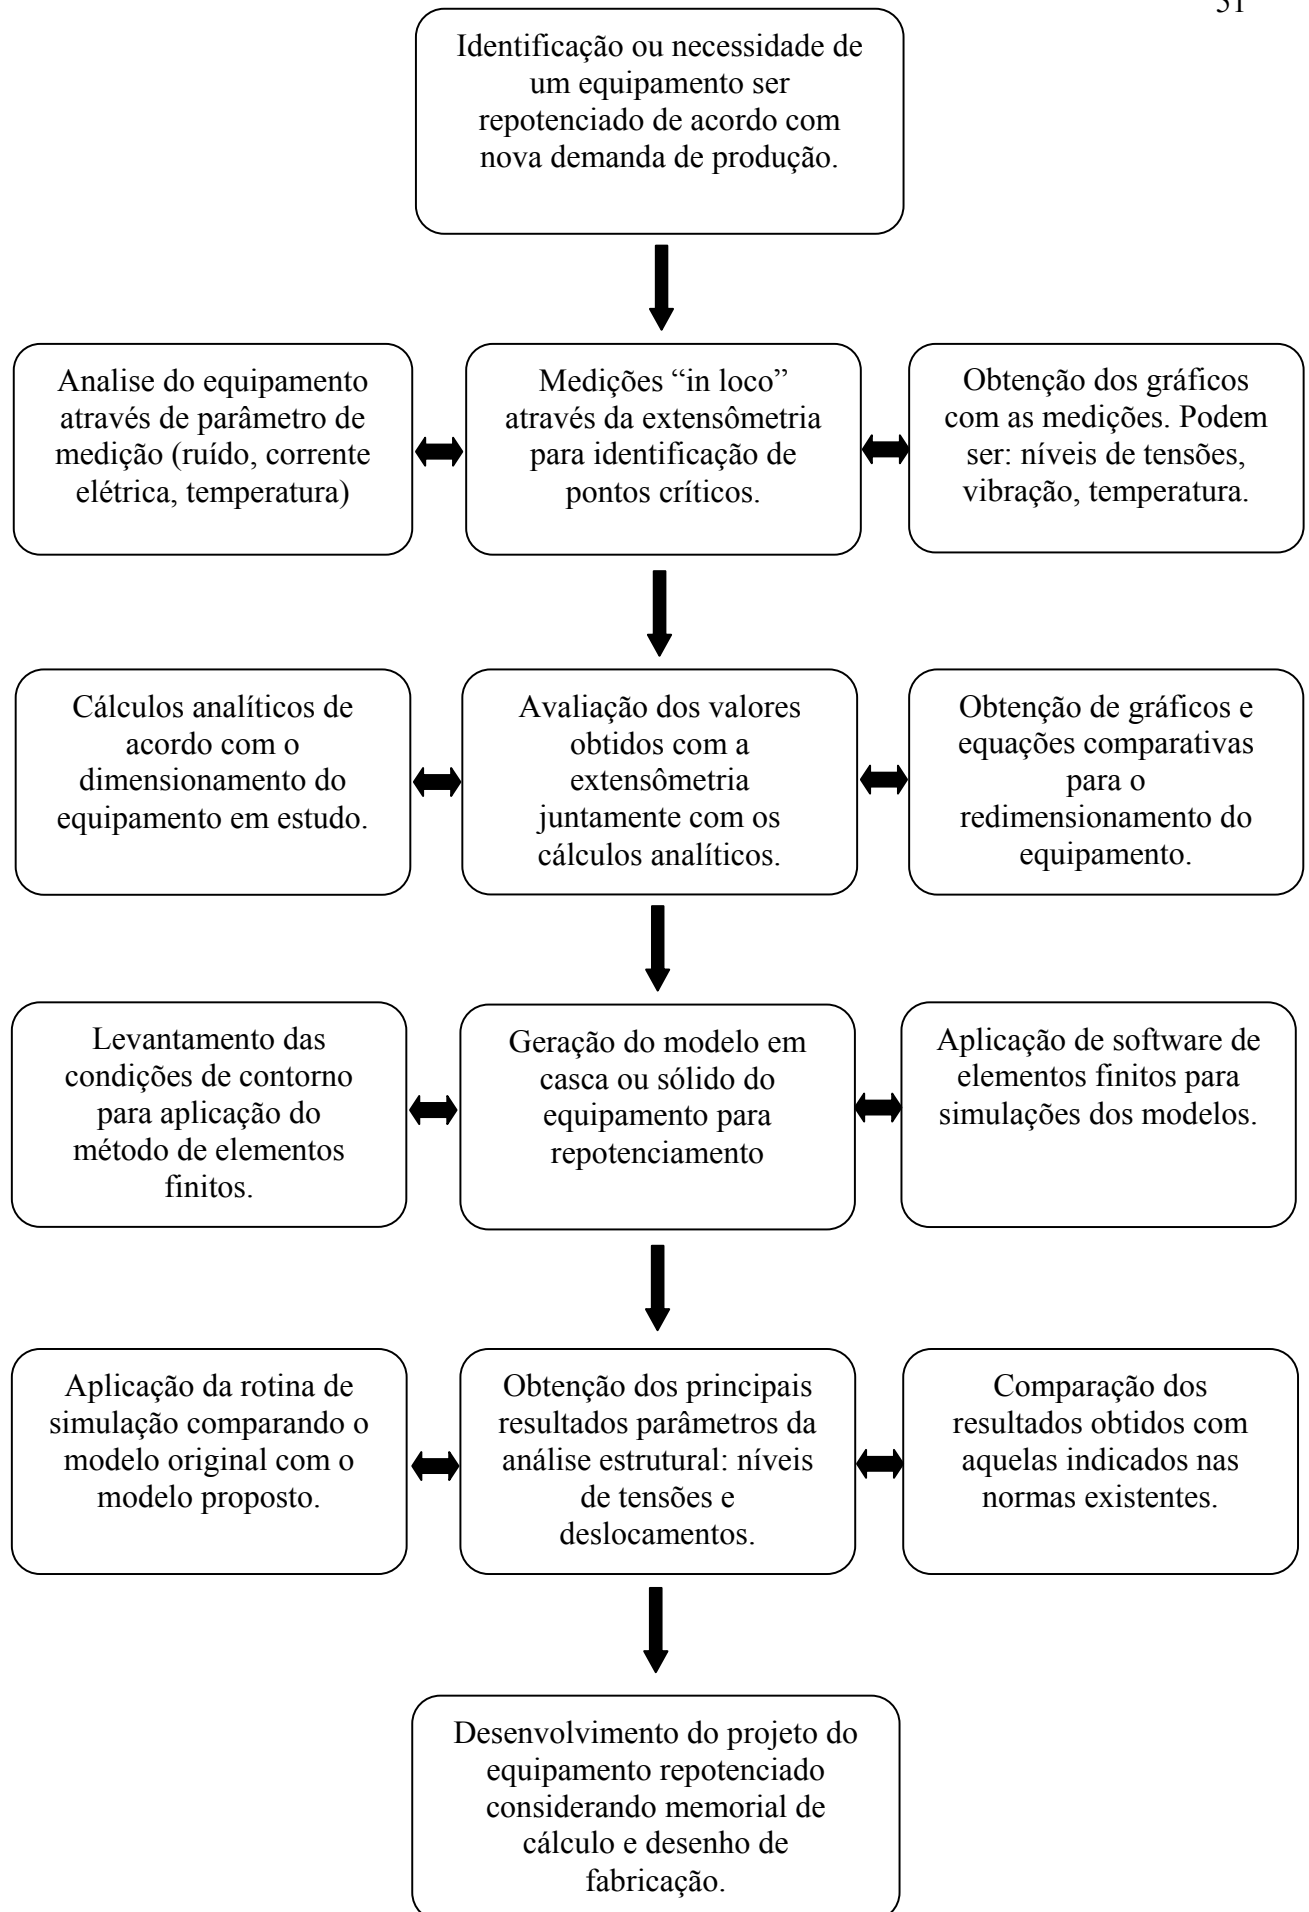 51
Identificação ou necessidade de
um equipamento ser
repotenciado de acordo com
nova demanda de produção.
Analise do equipamento
através de parâmetro de
medição (ruído, corrente
elétrica, temperatura)
Medições “in loco”
através da extensômetria
para identificação de
pontos críticos.
Obtenção dos gráficos
com as medições. Podem
ser: níveis de tensões,
vibração, temperatura.
Cálculos analíticos de
acordo com o
dimensionamento do
equipamento em estudo.
Avaliação dos valores
obtidos com a
extensômetria
juntamente com os
cálculos analíticos.
Obtenção de gráficos e
equações comparativas
para o
redimensionamento do
equipamento.
Levantamento das
condições de contorno
para aplicação do
método de elementos
finitos.
Geração do modelo em
casca ou sólido do
equipamento para
repotenciamento
Aplicação de software de
elementos finitos para
simulações dos modelos.
Aplicação da rotina de
simulação comparando o
modelo original com o
modelo proposto.
Obtenção dos principais
resultados parâmetros da
análise estrutural: níveis
de tensões e
deslocamentos.
Comparação dos
resultados obtidos com
aquelas indicados nas
normas existentes.
Desenvolvimento do projeto do
equipamento repotenciado
considerando memorial de
cálculo e desenho de
fabricação.